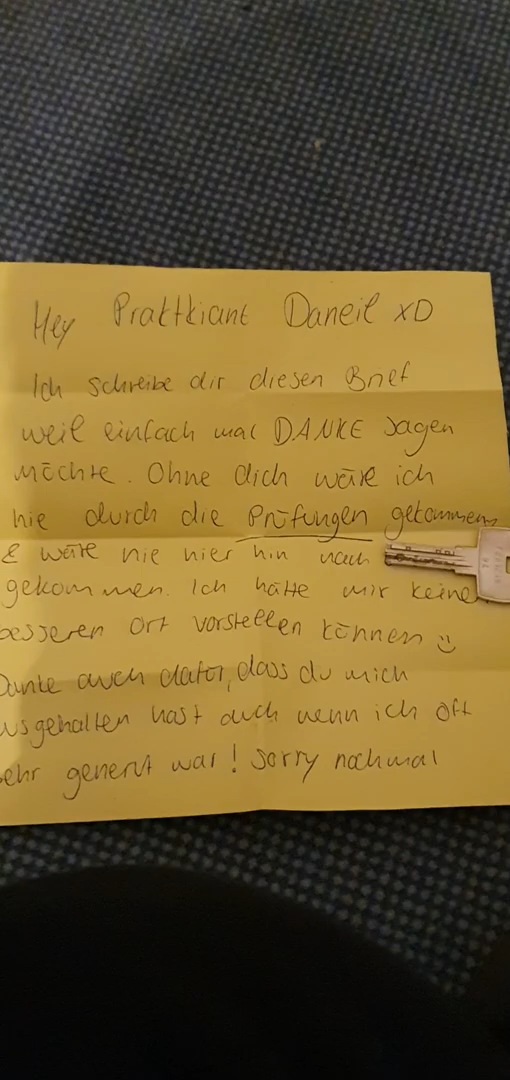 Hey Praktkiant Daneil XD
Ich schreibe dir diesen Brief
weil einfach mal DANKE sagen
möchte. Ohne dich wäre ich
nie durch die Prüfungen gekommen
& wäre nie hier hin nach
gekommen. Ich hätte mir keine
besseren Ort vorstellen können
Danke auch dafür, dass du mich
ausgehalten hast auch wenn ich oft
sehr genervt war! Sorry nochmal